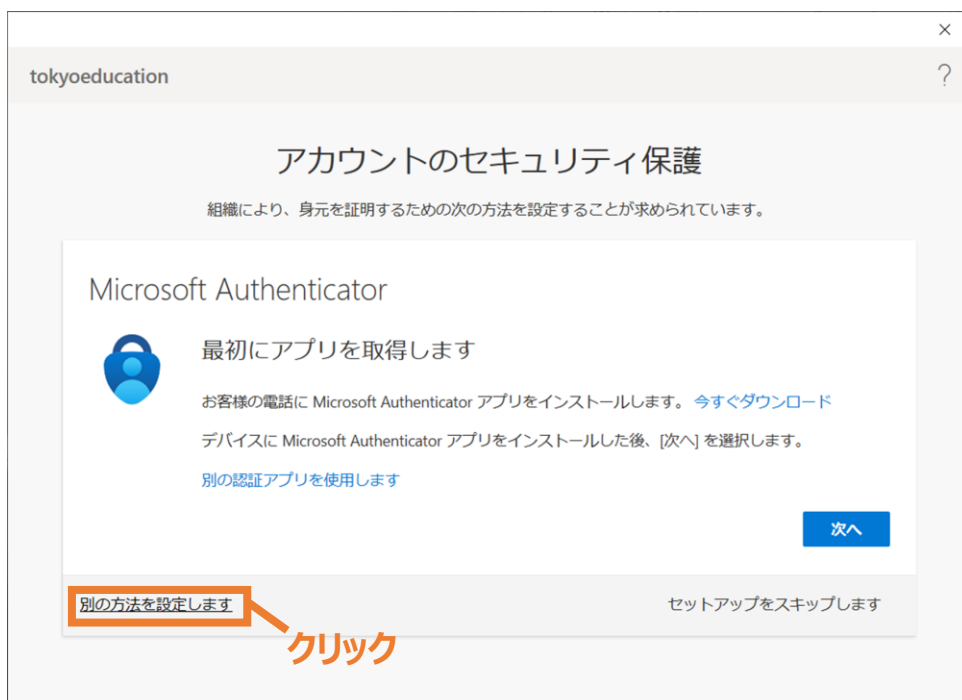 tokyoeducation
アカウントのセキュリティ保護
組織により、身元を証明するための次の方法を設定することが求められています。
Microsoft Authenticator
最初にアプリを取得します
お客様の電話に Microsoft Authenticator アプリをインストールします。 今すぐダウンロード
デバイスに Microsoft Authenticator アプリをインストールした後、[次へ] を選択します。
別の認証アプリを使用します
次へ
別の方法を設定します
セットアップをスキップします
クリック